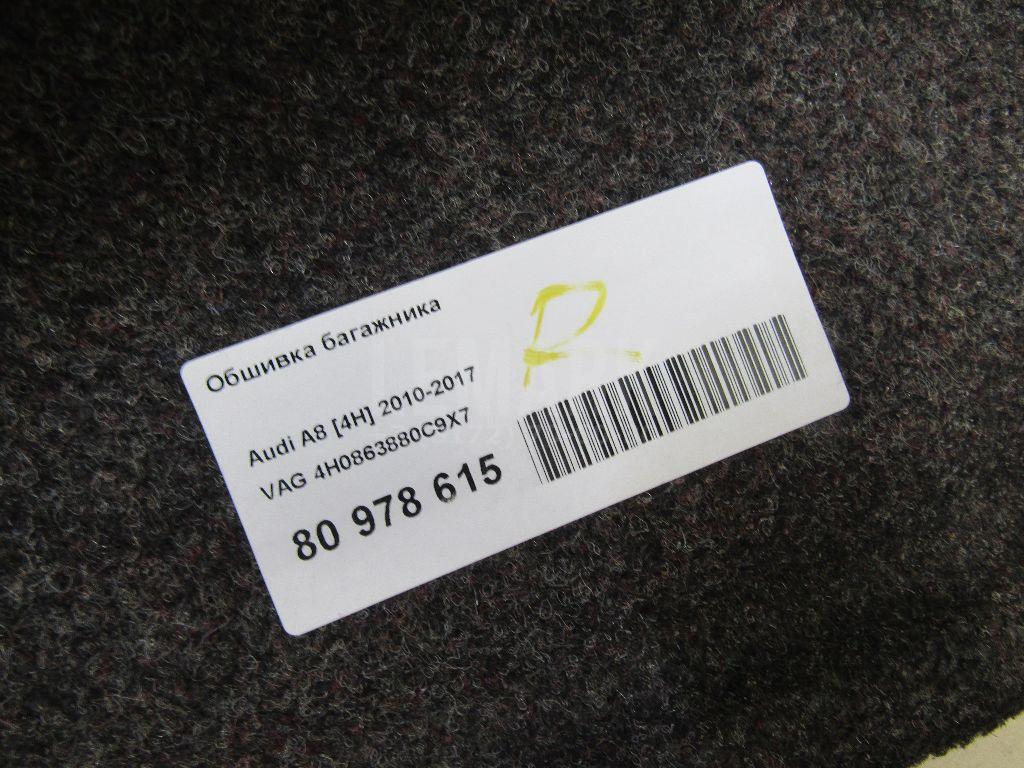 Обшивка багажника
Audi A8 [4H] 2010-2017
VAG 4H0863880C9X7
80 978 615